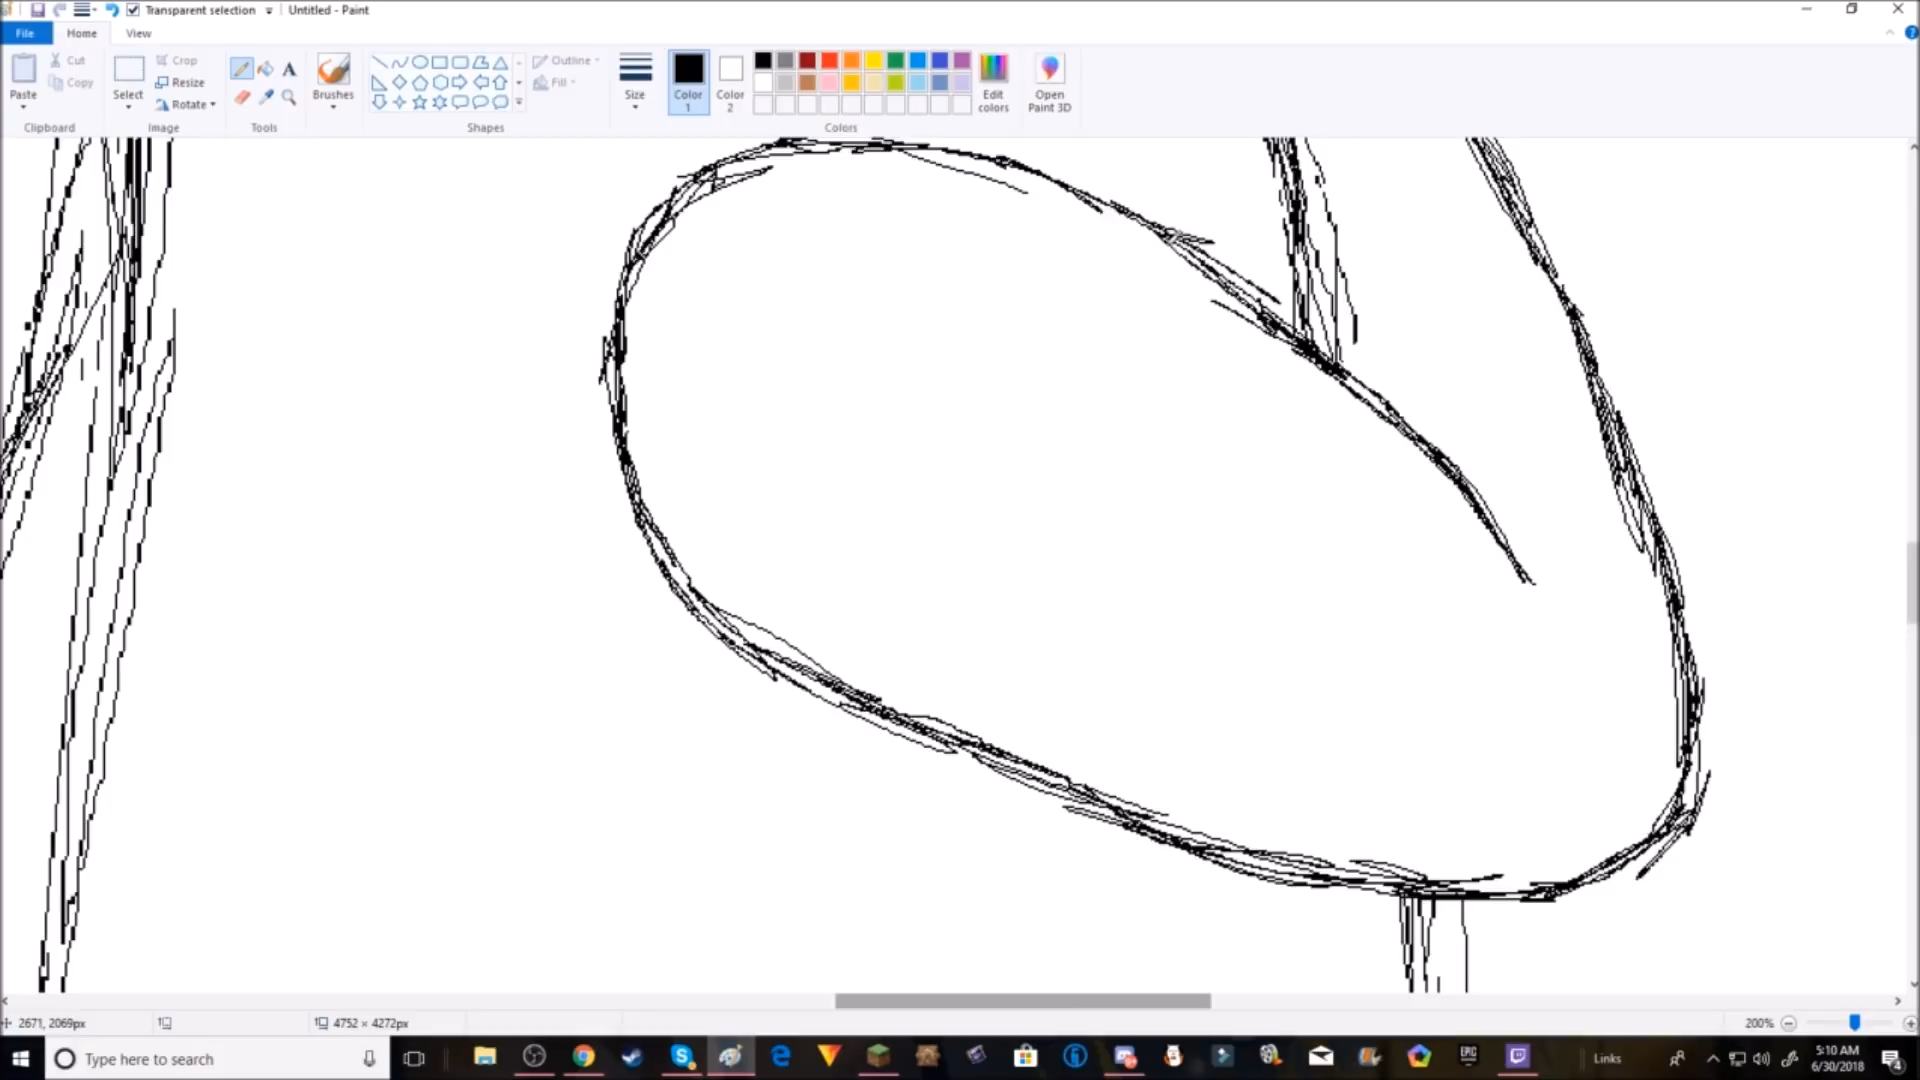 Transparent selection Untitled - Paint
File Home View
Paste Cut Copy
Select Crop Resize Rotate
Brushes
Outline Fill
Size
Color 1
Color 2
Edit colors
Open Paint 3D
Clipboard Image Tools Shapes Colors
2671, 2069px 4752 × 4272px 200%
Type here to search EPIC Links 5:10 AM
6/30/2018 4